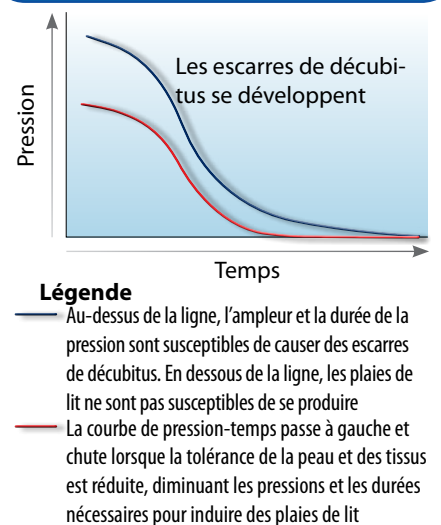 Pression
Les escarres de décubi-
tus se développent
Temps
Légende
Au-dessus de la ligne, l'ampleur et la durée de la
pression sont susceptibles de causer des escarres
de décubitus. En dessous de la ligne, les plaies de
lit ne sont pas susceptibles de se produire
La courbe de pression-temps passe à gauche et
chute lorsque la tolérance de la peau et des tissus
est réduite, diminuant les pressions et les durées
nécessaires pour induire des plaies de lit